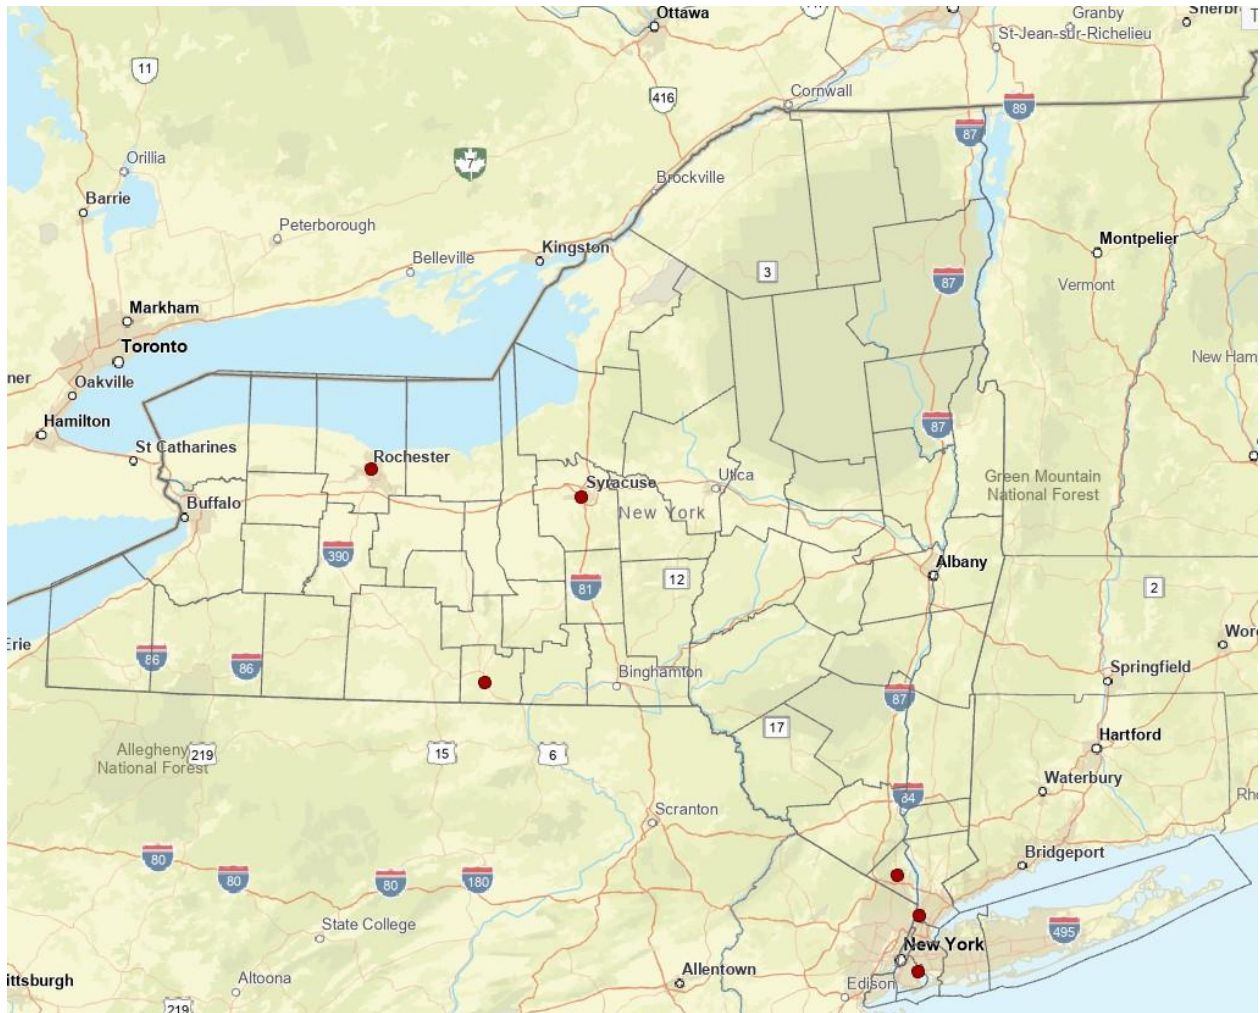 Ottawa
Granby
Sherbr
T
St-Jean-sur-Richelieu
11
416
Cornwall
89
87
Orillia
7
Brockville
Barrie
Peterborough
Kingston
Montpelier
Belleville
3
87
Vermont
Markham
Toronto
New Ham
ner
Oakville
Hamilton
87
St Catharines
Rochester
Syracuse
Utica
Green Mountain
National Forest
Buffalo
New York
390
Albany
12
81
2
Erie
Wor
86
86
Binghamton
Springfield
87
17
Hartford
Allegheny
National Forest
219
15
6
Waterbury
84
Rho
Scranton
Bridgeport
80
80
80
180
State College
495
New York
Allentown
ittsburgh
Altoona
Edison
219